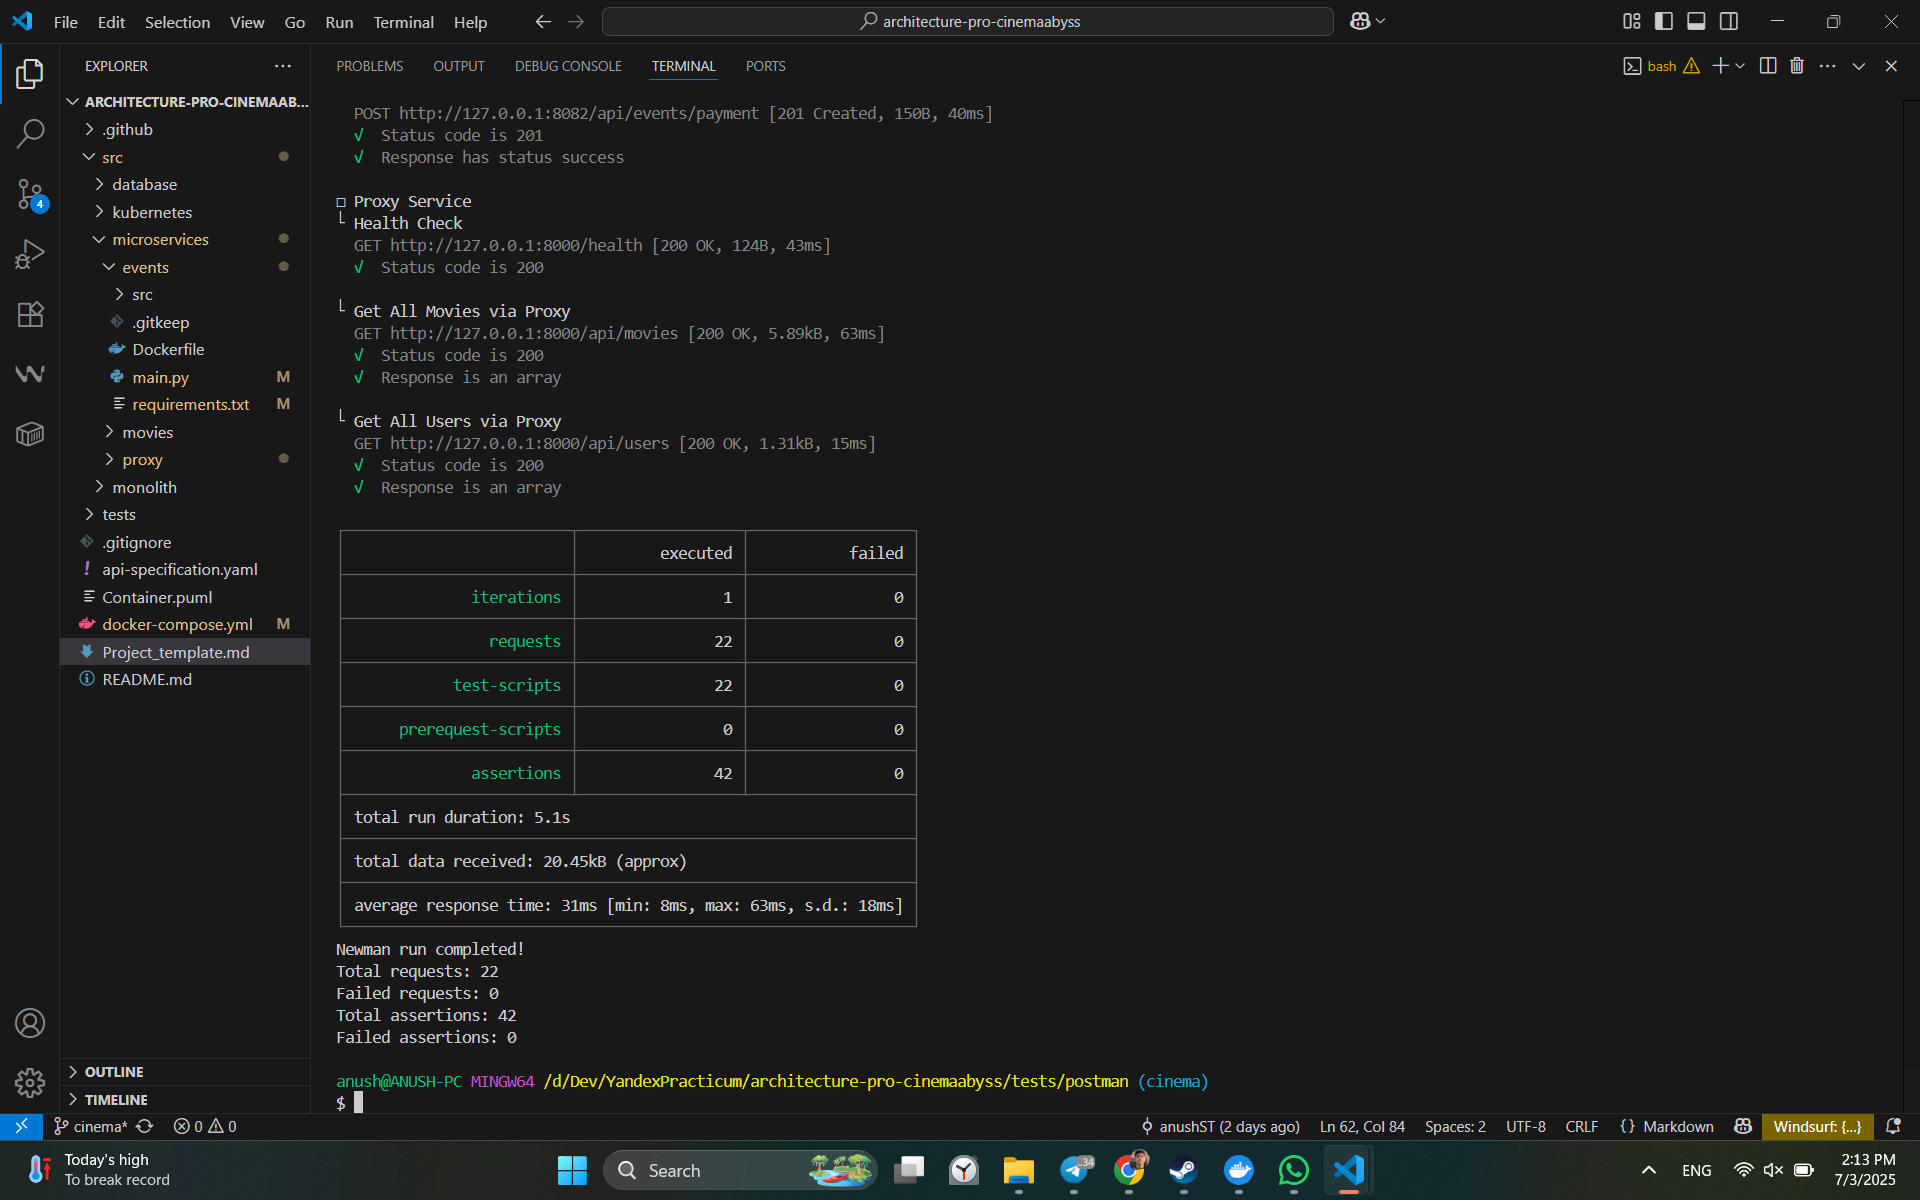 File Edit Selection View Go Run Terminal Help
architecture-pro-cinemaabyss
EXPLORER
ARCHITECTURE-PRO-CINEMAAB...
.github
src
database
kubernetes
microservices
events
src
.gitkeep
Dockerfile
main.py M
requirements.txt M
movies
proxy
monolith
tests
.gitignore
api-specification.yaml
Container.puml
docker-compose.yml M
Project_template.md
README.md
OUTLINE
TIMELINE
4
PROBLEMS OUTPUT DEBUG CONSOLE TERMINAL PORTS
bash
POST http://127.0.0.1:8082/api/events/payment [201 Created, 150B, 40ms]
√ Status code is 201
√ Response has status success
□ Proxy Service
└ Health Check
GET http://127.0.0.1:8000/health [200 OK, 124B, 43ms]
√ Status code is 200
└ Get All Movies via Proxy
GET http://127.0.0.1:8000/api/movies [200 OK, 5.89kB, 63ms]
√ Status code is 200
√ Response is an array
└ Get All Users via Proxy
GET http://127.0.0.1:8000/api/users [200 OK, 1.31kB, 15ms]
√ Status code is 200
√ Response is an array
executed failed
iterations 1 0
requests 22 0
test-scripts 22 0
prerequest-scripts 0 0
assertions 42 0
total run duration: 5.1s
total data received: 20.45kB (approx)
average response time: 31ms [min: 8ms, max: 63ms, s.d.: 18ms]
Newman run completed!
Total requests: 22
Failed requests: 0
Total assertions: 42
Failed assertions: 0
anush@ANUSH-PC MINGW64 /d/Dev/YandexPracticum/architecture-pro-cinemaabyss/tests/postman (cinema)
$
cinema* 0 0 anushST (2 days ago) Ln 62, Col 84 Spaces: 2 UTF-8 CRLF {} Markdown Windsurf: {...}
Today's high
To break record
Search
34
ENG
2:13 PM
7/3/2025